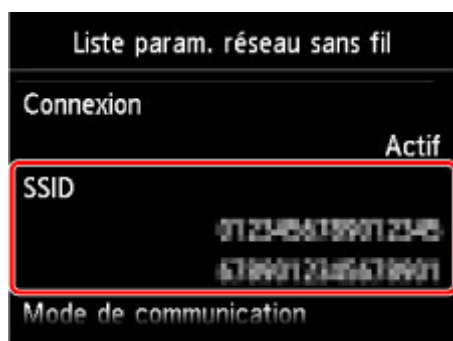 Liste param. réseau sans fil
Connexion
Actif
SSID
Mode de communication